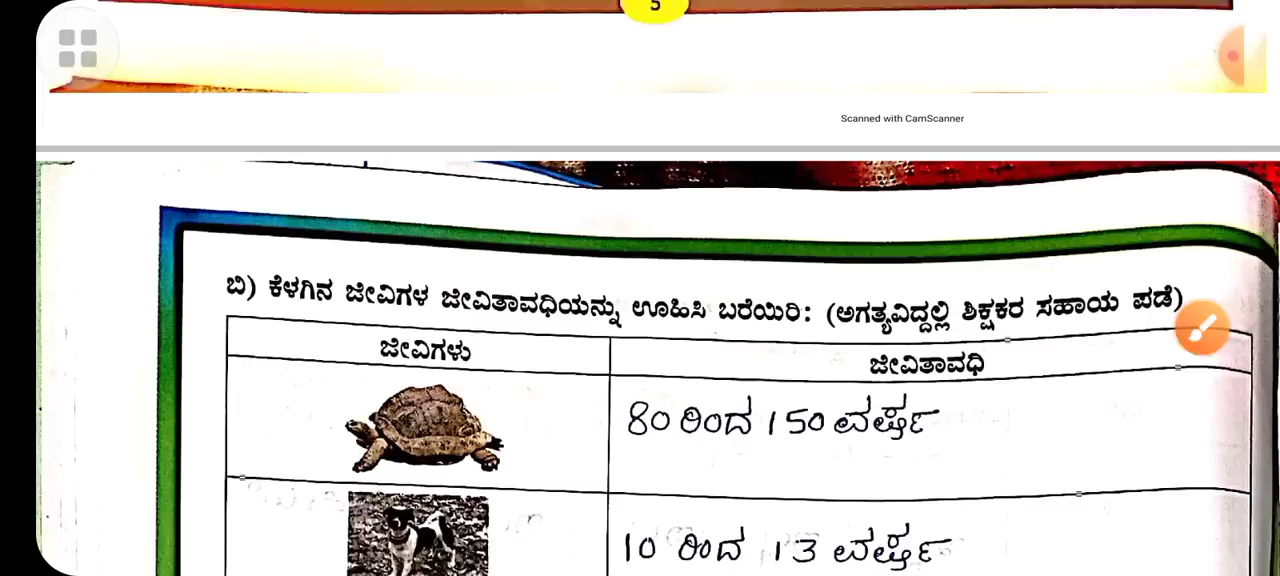 5
Scanned with CamScanner
ಬಿ) ಕೆಳಗಿನ ಜೀವಿಗಳ ಜೀವಿತಾವಧಿಯನ್ನು ಊಹಿಸಿ ಬರೆಯಿರಿ: (ಅಗತ್ಯವಿದ್ದಲ್ಲಿ ಶಿಕ್ಷಕರ ಸಹಾಯ ಪಡೆ)
ಜೀವಿಗಳು
ಜೀವಿತಾವಧಿ
80 ರಿಂದ 150 ವರ್ಷ
10 ರಿಂದ 13 ವರ್ಷ